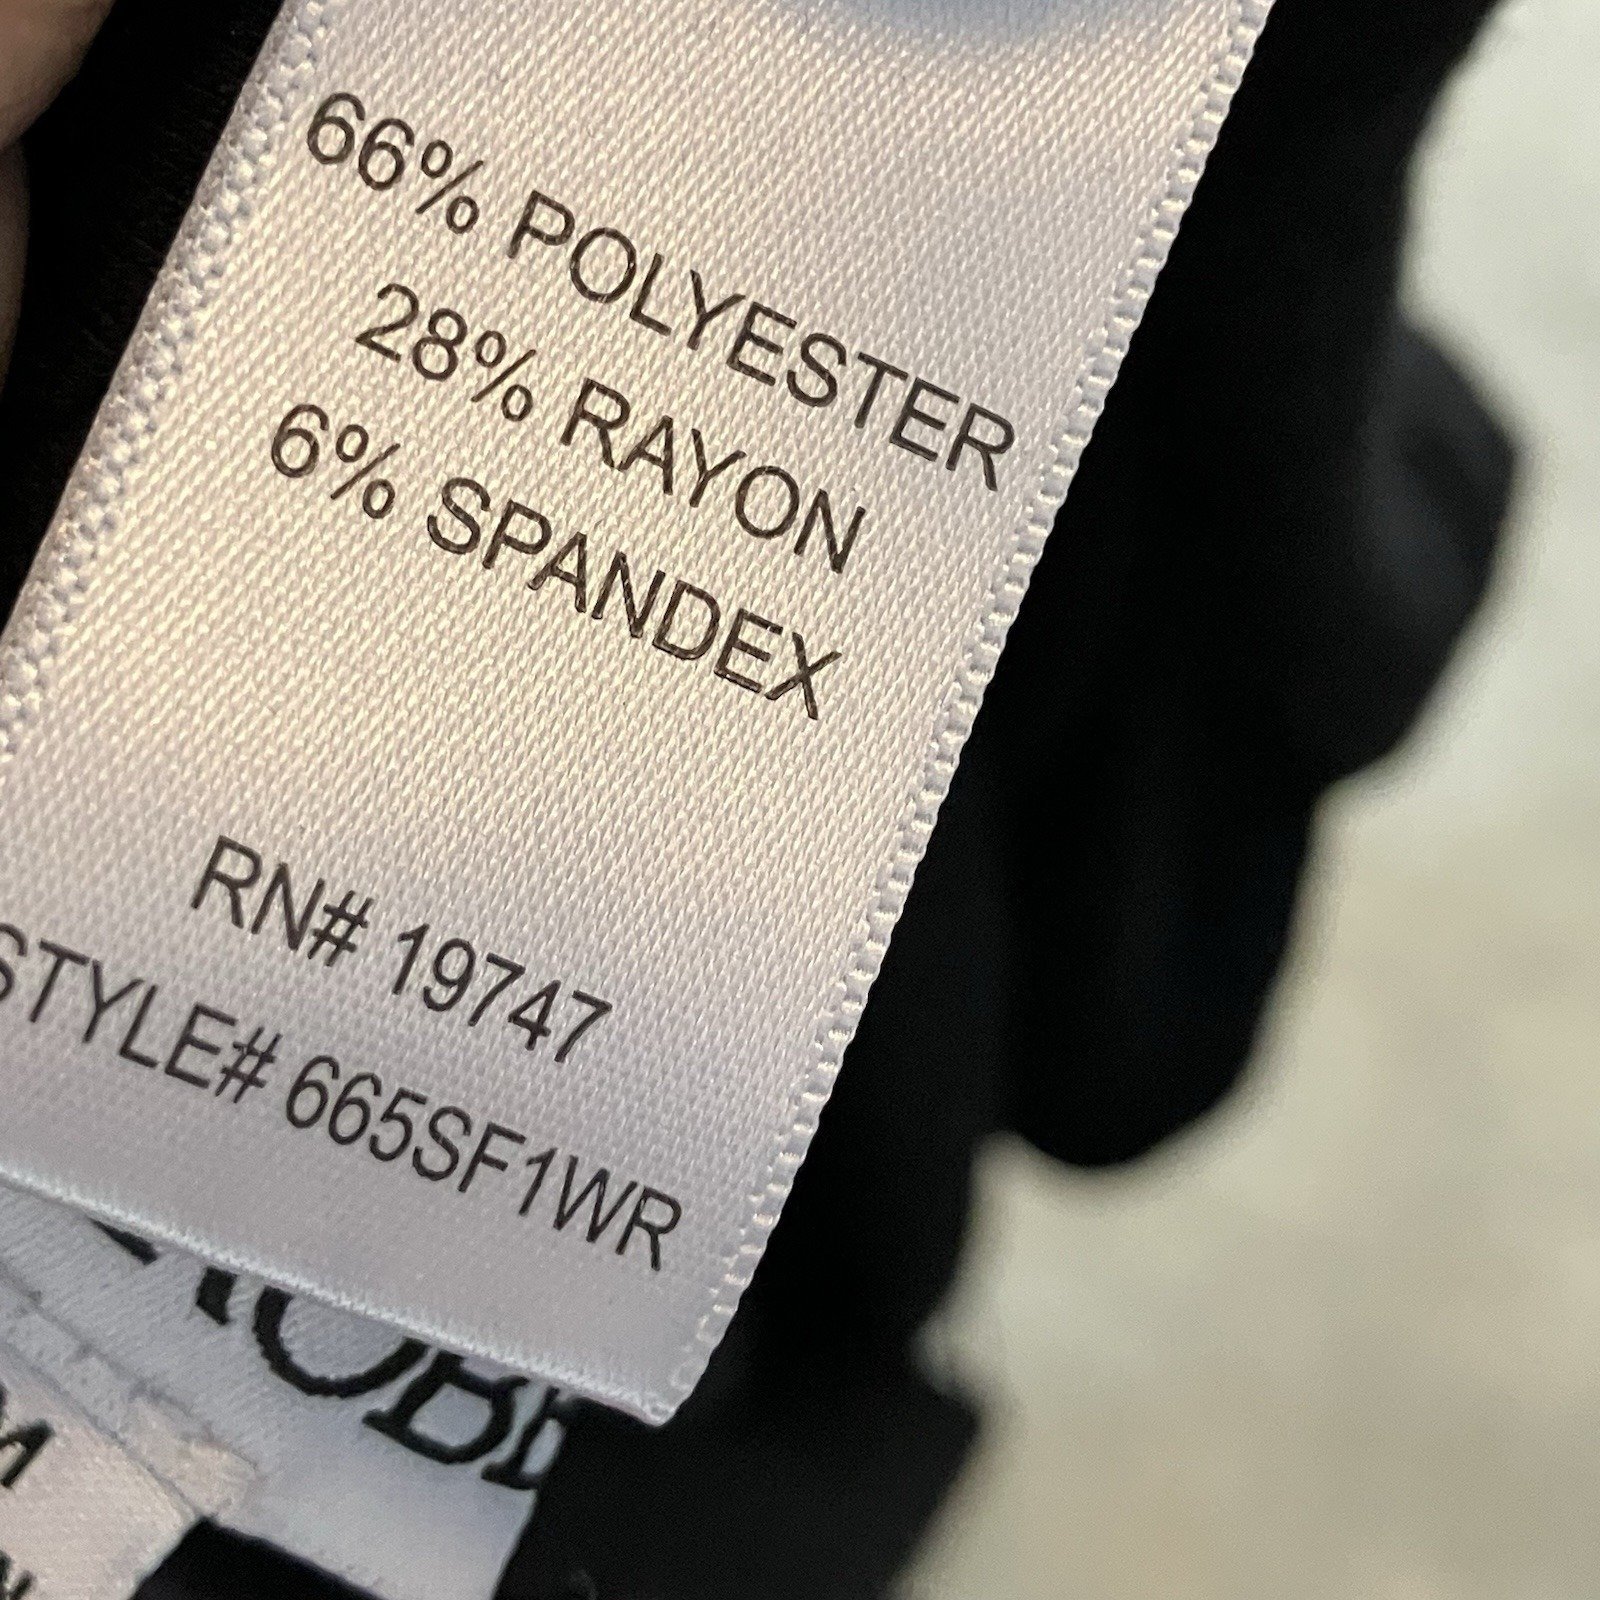 66% POLYESTER
28% RAYON
6% SPANDEX
RN# 19747
STYLE# 665SF1WR